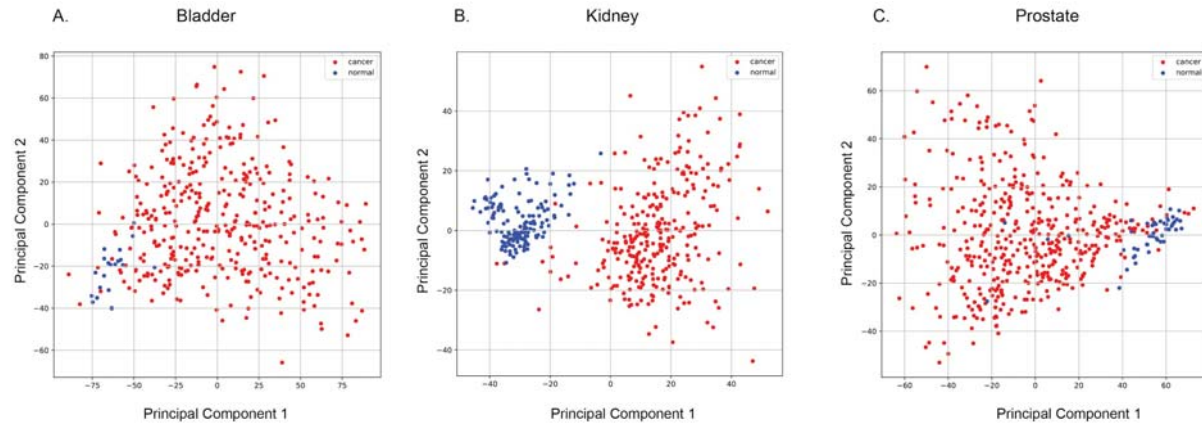 A. Bladder
B. Kidney
C. Prostate
cancer
normal
80
60
40
20
0
−20
−40
−60
−75
−50
−25
0
25
50
75
Principal Component 2
Principal Component 1
cancer
normal
40
20
0
−20
−40
−40
−20
0
20
40
Principal Component 2
Principal Component 1
cancer
normal
60
40
20
0
−20
−40
−60
−40
−20
0
20
40
60
Principal Component 2
Principal Component 1